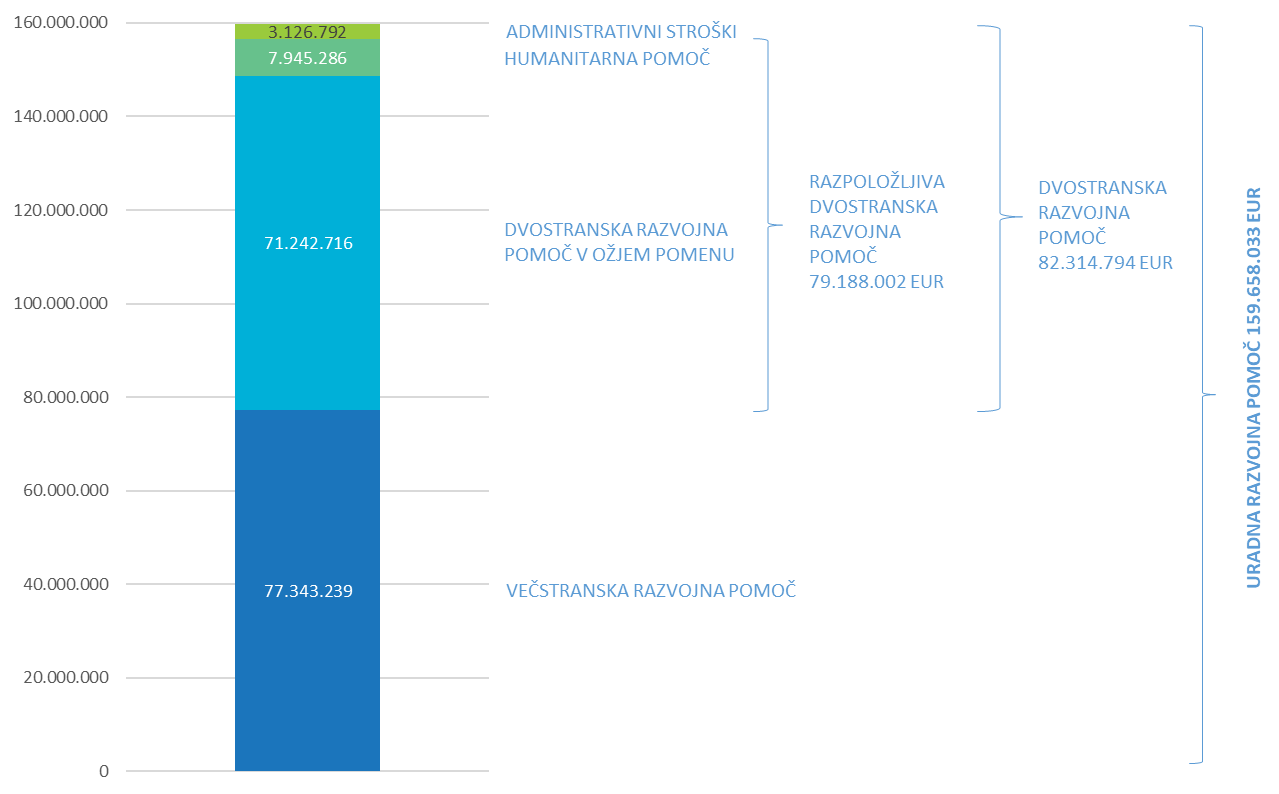 160.000.000
140.000.000
120.000.000
100.000.000
80.000.000
60.000.000
40.000.000
20.000.000
0
3.126.792
7.945.286
71.242.716
77.343.239
ADMINISTRATIVNI STROŠKI
HUMANITARNA POMOČ
DVOSTRANSKA RAZVOJNA
POMOČ V OŽJEM POMENU
VEČSTRANSKA RAZVOJNA POMOČ
RAZPOLOŽLJIVA
DVOSTRANSKA
RAZVOJNA
POMOČ
79.188.002 EUR
DVOSTRANSKA
RAZVOJNA
POMOČ
82.314.794 EUR
URADNA RAZVOJNA POMOČ 159.658.033 EUR